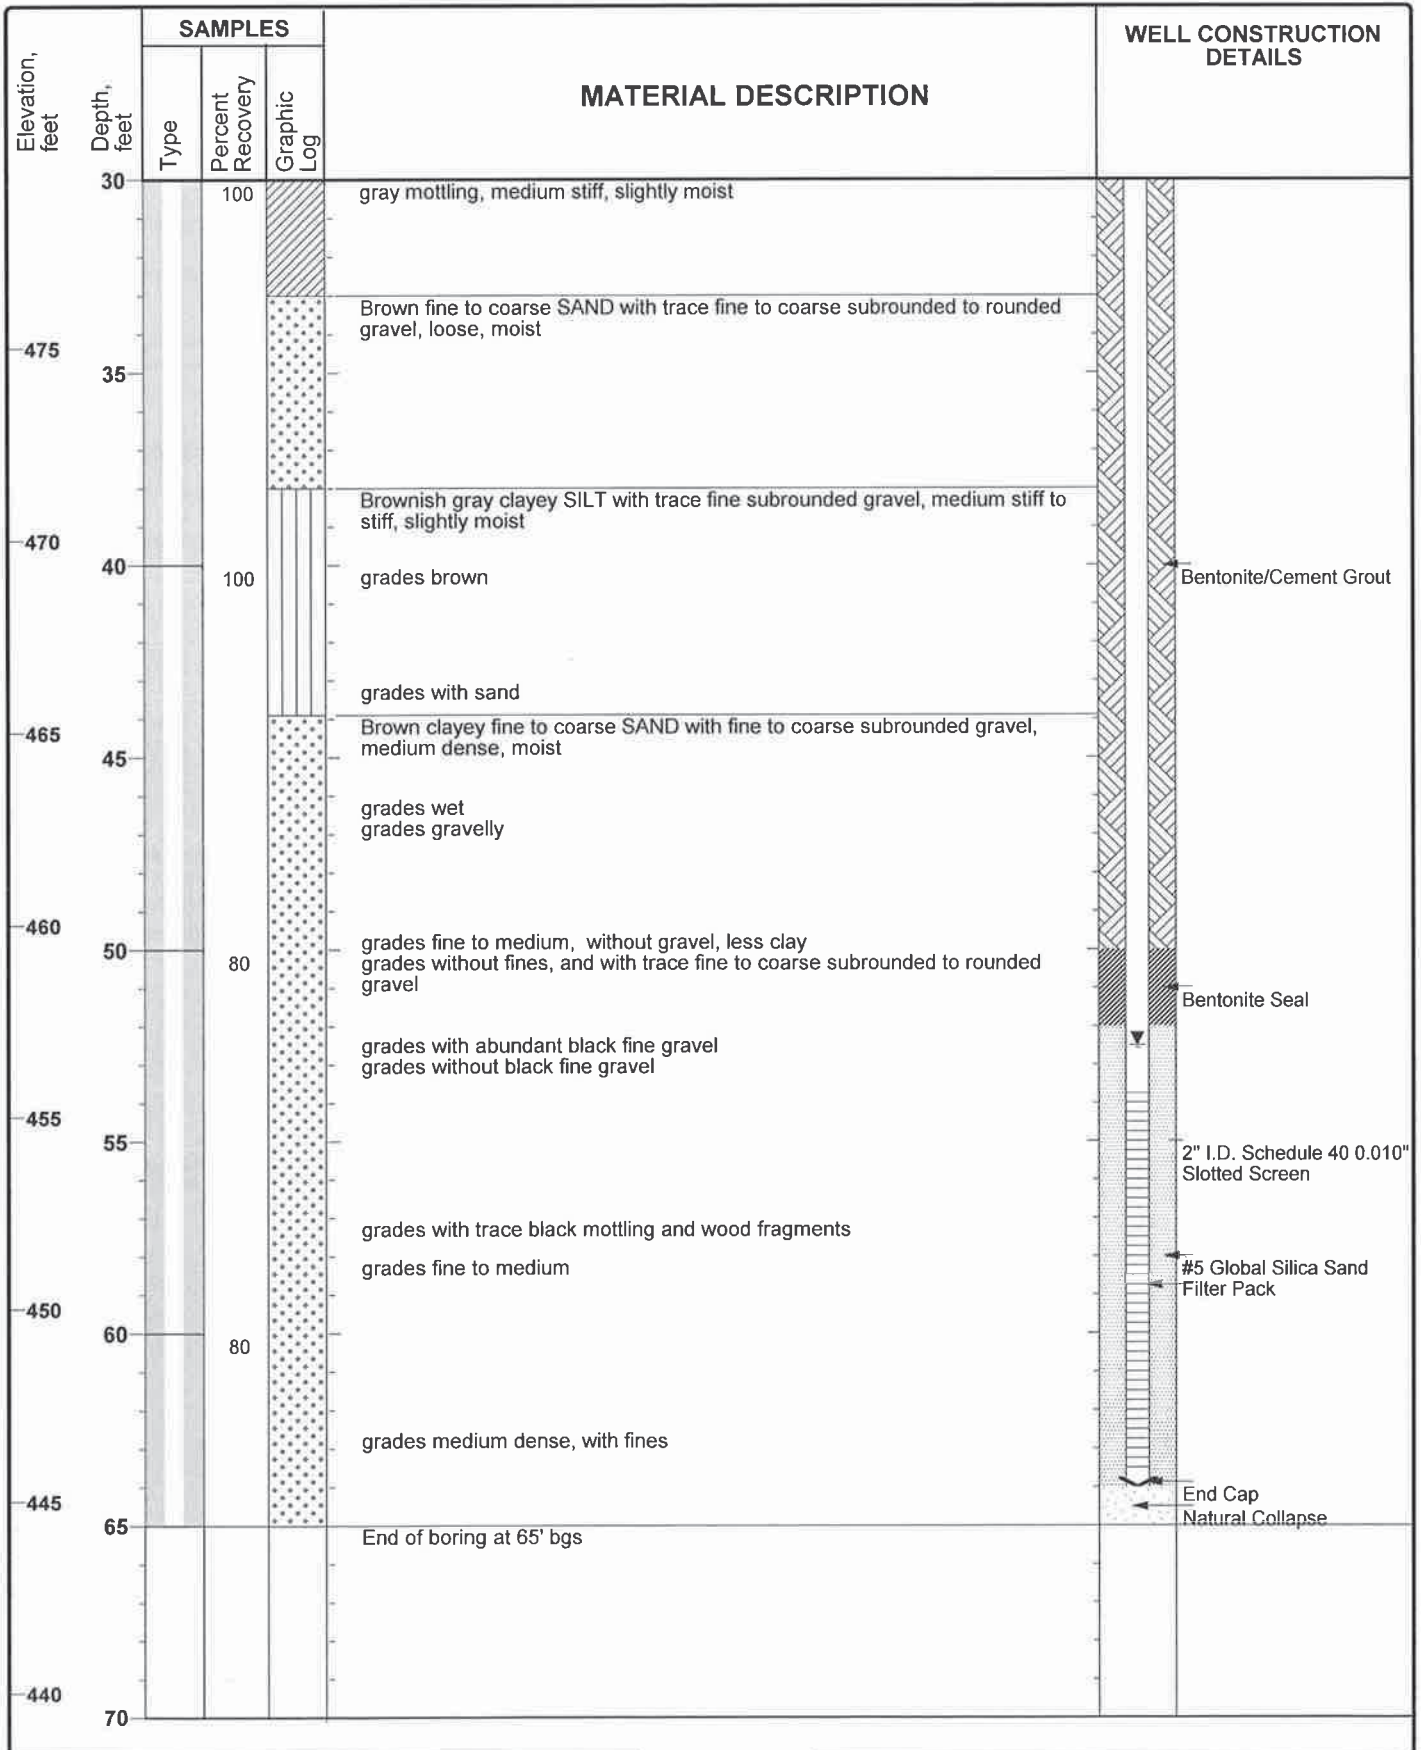 SAMPLES
WELL CONSTRUCTION
DETAILS
Elevation,
feet
Depth,
feet
Type
Percent
Recovery
Graphic
Log
MATERIAL DESCRIPTION
30
100
gray mottling, medium stiff, slightly moist
Brown fine to coarse SAND with trace fine to coarse subrounded to rounded
gravel, loose, moist
475
35
Brownish gray clayey SILT with trace fine subrounded gravel, medium stiff to
stiff, slightly moist
470
40
100
grades brown
Bentonite/Cement Grout
grades with sand
Brown clayey fine to coarse SAND with fine to coarse subrounded gravel,
medium dense, moist
465
45
grades wet
grades gravelly
460
50
80
grades fine to medium, without gravel, less clay
grades without fines, and with trace fine to coarse subrounded to rounded
gravel
Bentonite Seal
grades with abundant black fine gravel
grades without black fine gravel
455
55
2" I.D. Schedule 40 0.010"
Slotted Screen
grades with trace black mottling and wood fragments
grades fine to medium
#5 Global Silica Sand
Filter Pack
450
60
80
grades medium dense, with fines
End Cap
445
Natural Collapse
65
End of boring at 65' bgs
440
70